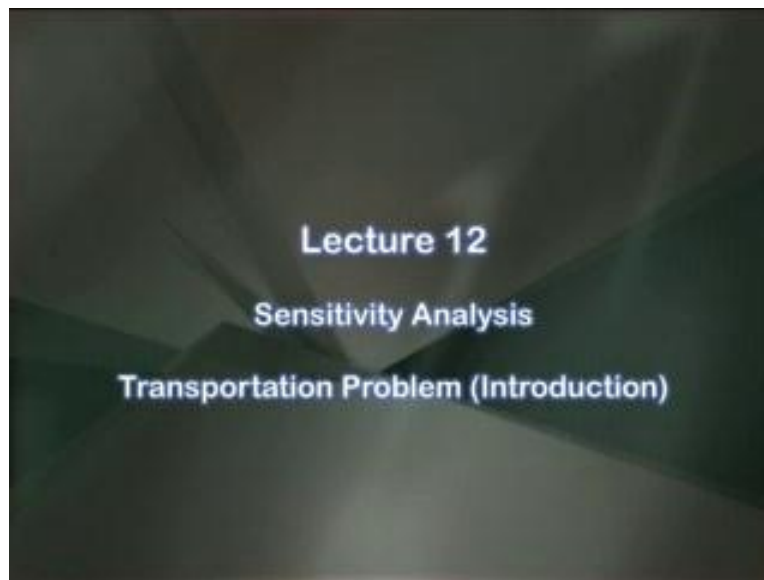 Lecture 12
Sensitivity Analysis
Transportation Problem (Introduction)